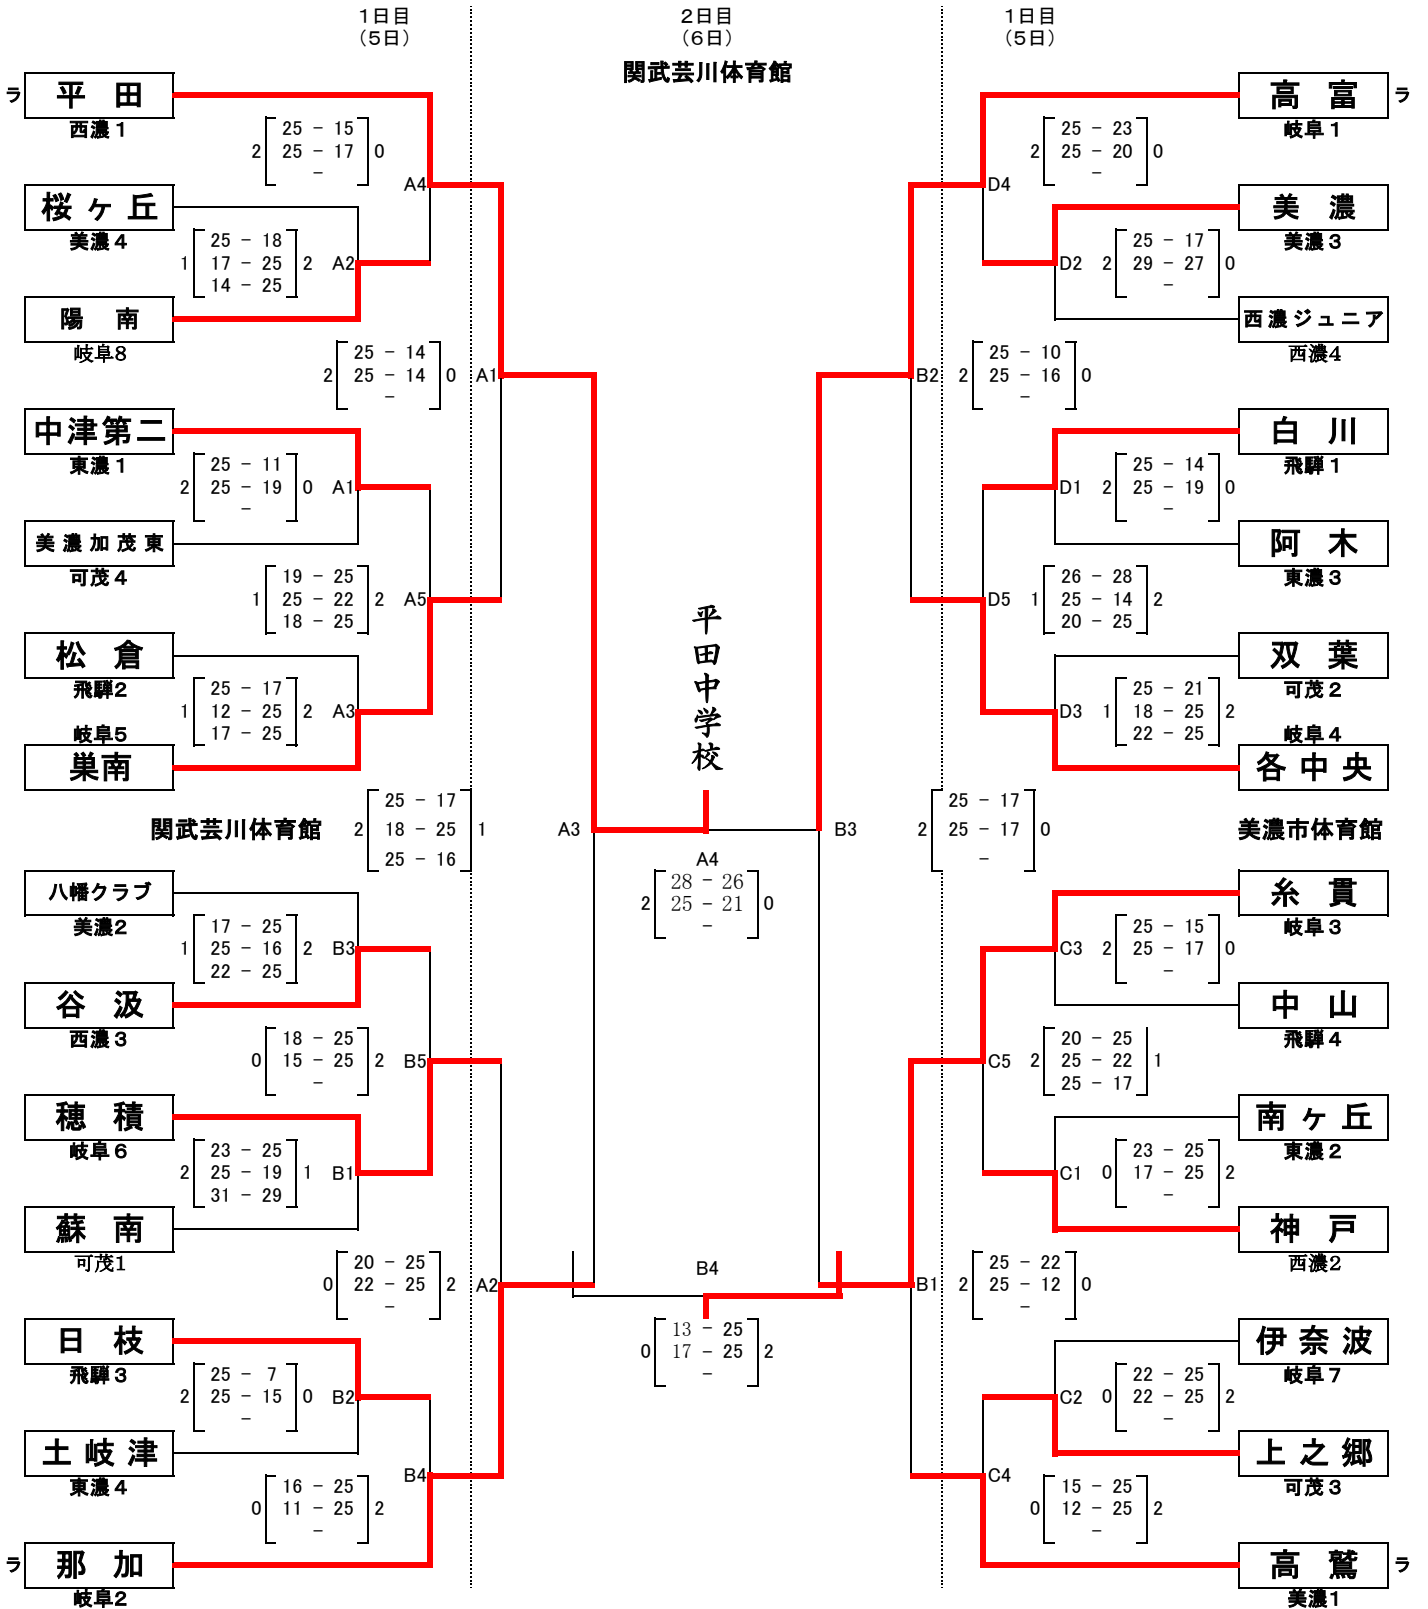 1日目
(5日)
2日目
(6日)
関武芸川体育館
1日目
(5日)
ラ
平　田
西濃1
25 - 15
2 25 - 17 0
-
A4
桜ヶ丘
美濃4
25 - 18
1 17 - 25 2
14 - 25
A2
陽　南
岐阜8
25 - 14
2 25 - 14 0
-
A1
中津第二
東濃1
25 - 11
2 25 - 19 0
-
A1
美濃加茂東
可茂4
19 - 25
1 25 - 22 2
18 - 25
A5
松　倉
飛騨2
25 - 17
1 12 - 25 2
17 - 25
A3
岐阜5
巣南
関武芸川体育館
25 - 17
2 18 - 25 1
25 - 16
A3
八幡クラブ
美濃2
17 - 25
1 25 - 16 2
22 - 25
B3
谷　汲
西濃3
18 - 25
0 15 - 25 2
-
B5
穂　積
岐阜6
23 - 25
2 25 - 19 1
31 - 29
B1
蘇　南
可茂1
20 - 25
0 22 - 25 2
-
A2
日　枝
飛騨3
25 - 7
2 25 - 15 0
-
B2
土岐津
東濃4
16 - 25
0 11 - 25 2
-
B4
ラ
那　加
岐阜2
平田中学校
A4
28 - 26
2 25 - 21 0
-
B4
13 - 25
0 17 - 25 2
-
高　富
ラ
岐阜1
25 - 23
2 25 - 20 0
-
D4
美　濃
美濃3
25 - 17
D2 2 29 - 27 0
-
西濃ジュニア
西濃4
25 - 10
B2 2 25 - 16 0
-
白　川
飛騨1
25 - 14
D1 2 25 - 19 0
-
阿　木
東濃3
26 - 28
D5 1 25 - 14 2
20 - 25
双　葉
可茂2
25 - 21
D3 1 18 - 25 2
22 - 25
岐阜4
各中央
25 - 17
B3 2 25 - 17 0
-
美濃市体育館
糸　貫
岐阜3
25 - 15
C3 2 25 - 17 0
-
中　山
飛騨4
20 - 25
C5 2 25 - 22 1
25 - 17
南ヶ丘
東濃2
23 - 25
C1 0 17 - 25 2
-
神　戸
西濃2
25 - 22
B1 2 25 - 12 0
-
伊奈波
岐阜7
22 - 25
C2 0 22 - 25 2
-
上之郷
可茂3
C4
15 - 25
0 12 - 25 2
-
高　鷲
ラ
美濃1